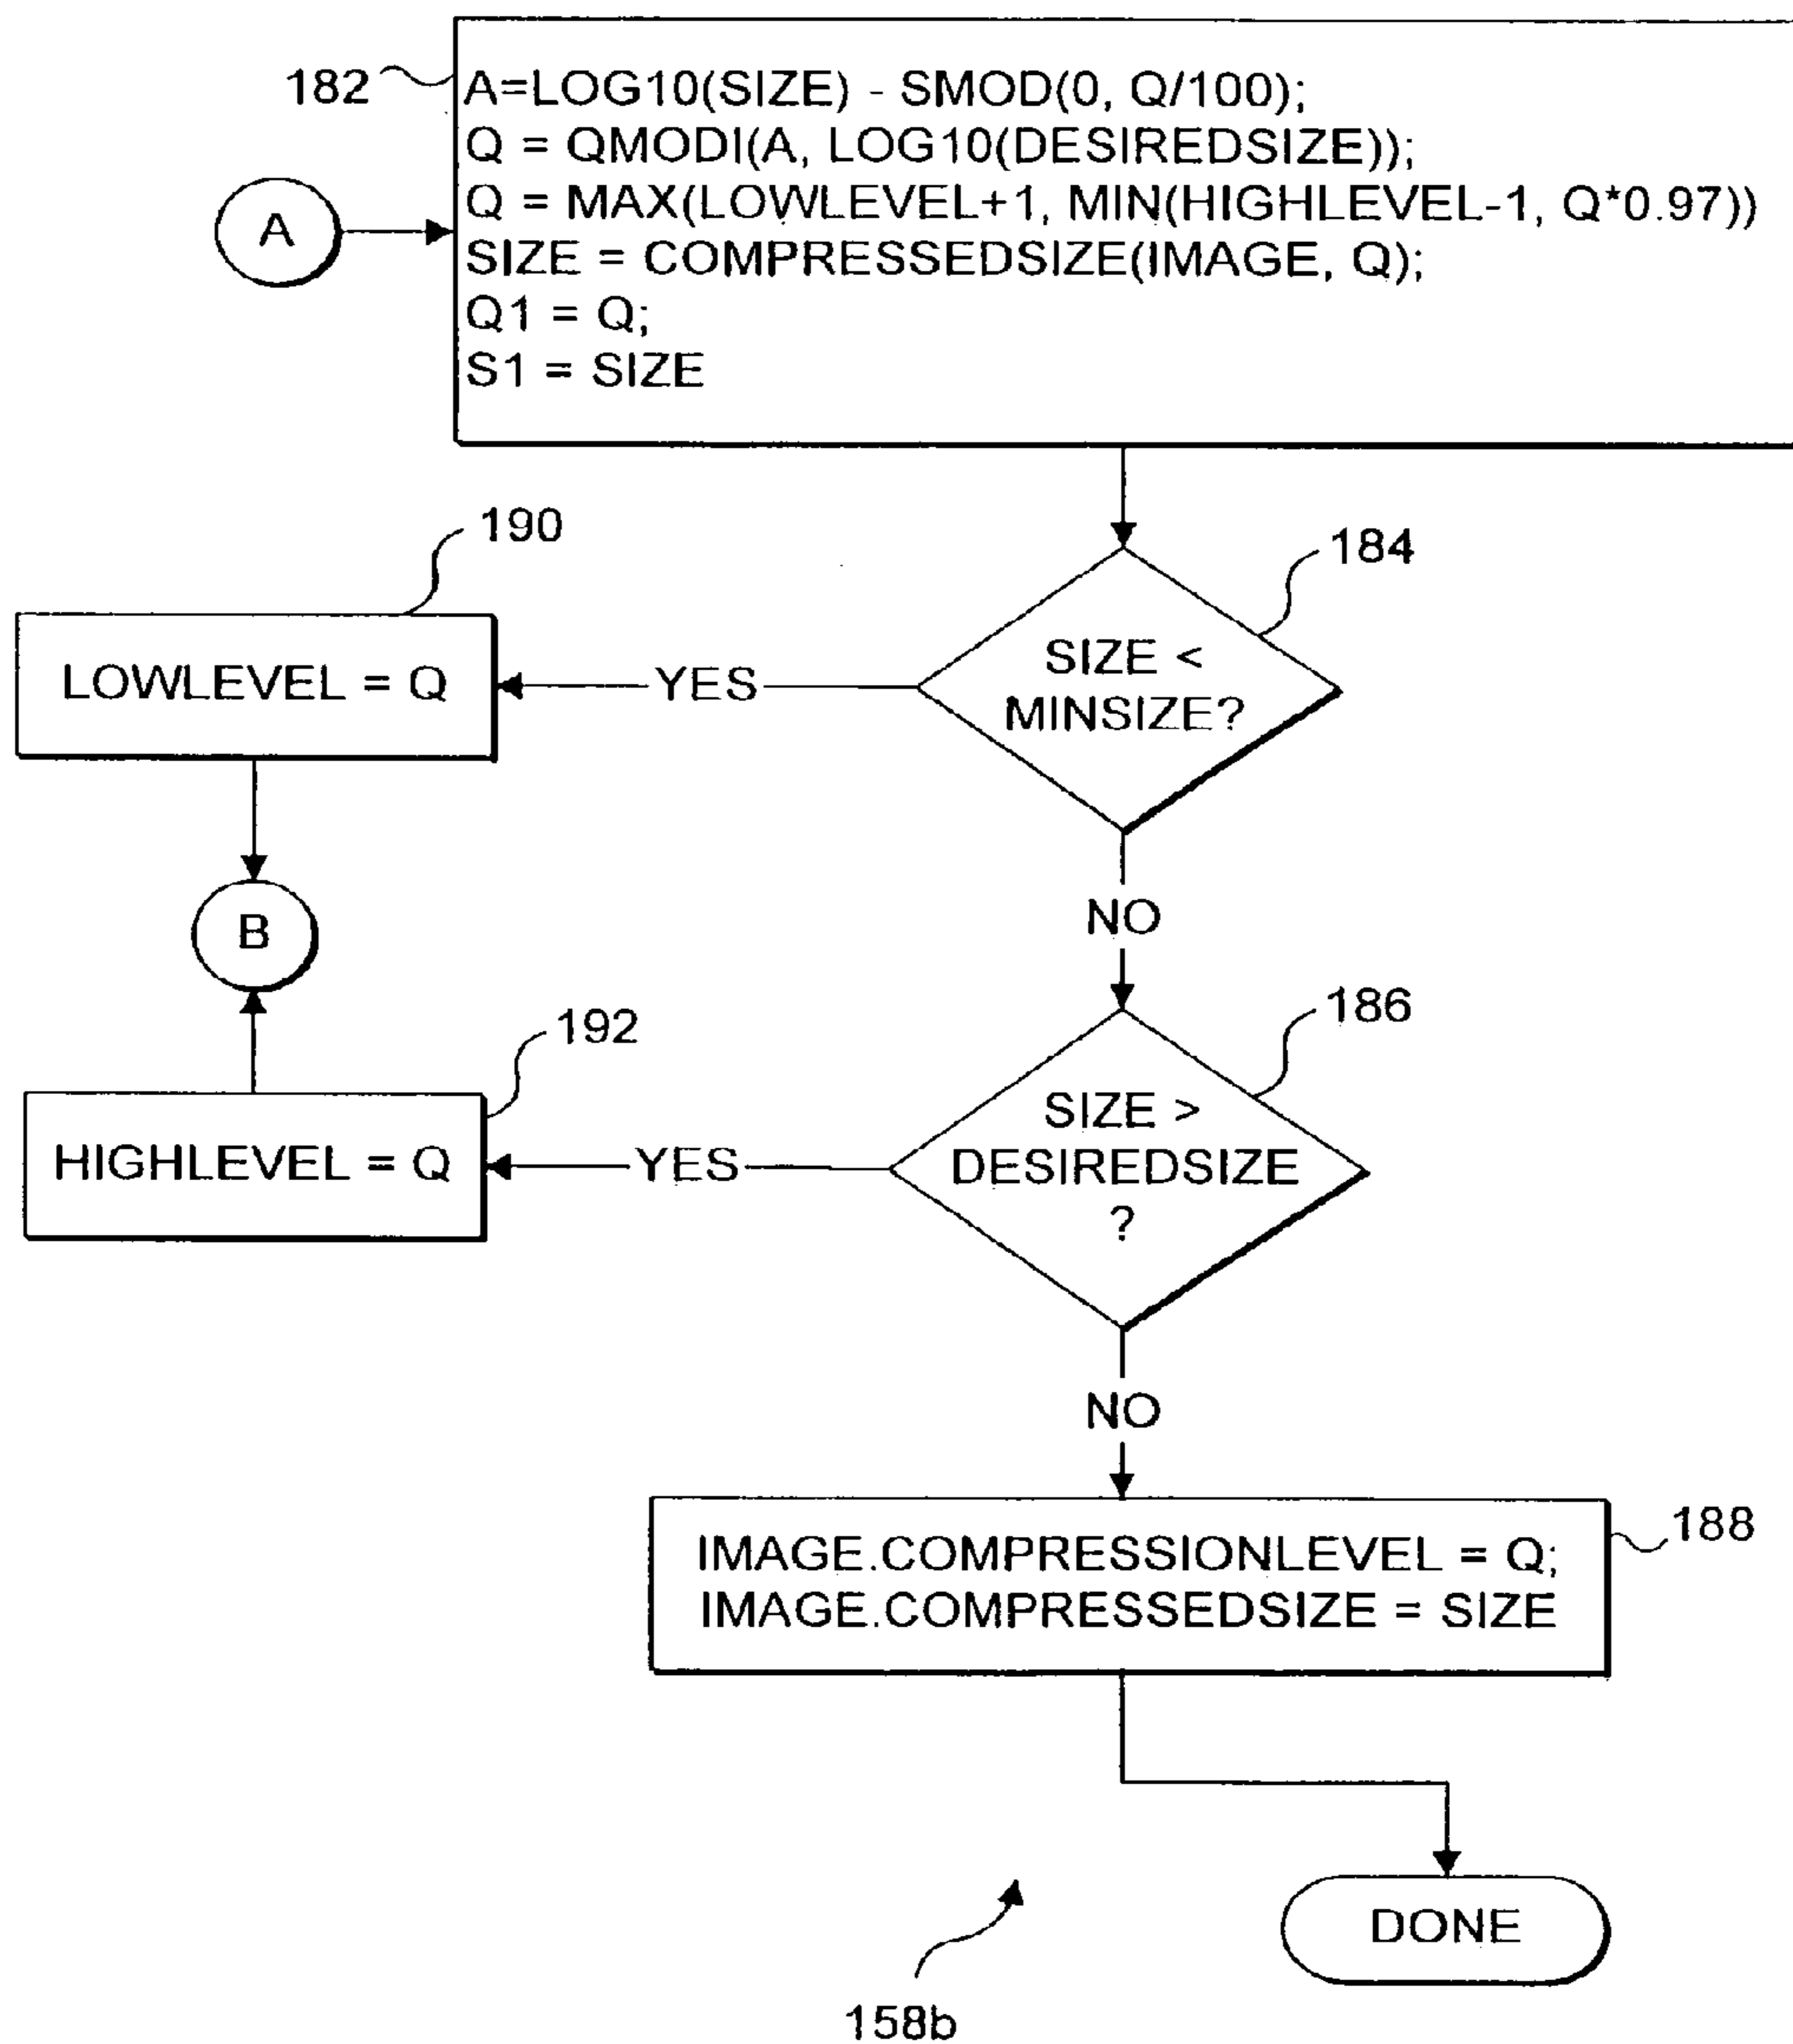 182
A=LOG10(SIZE) - SMOD(0, Q/100);
Q = QMODI(A, LOG10(DESIREDSIZE));
Q = MAX(LOWLEVEL+1, MIN(HIGHLEVEL-1, Q*0.97))
SIZE = COMPRESSEDSIZE(IMAGE, Q);
Q1 = Q;
S1 = SIZE
A
190
184
LOWLEVEL = Q
YES
SIZE <
MINSIZE?
B
NO
192
186
HIGHLEVEL = Q
YES
SIZE >
DESIREDSIZE
?
NO
188
IMAGE.COMPRESSIONLEVEL = Q;
IMAGE.COMPRESSEDSIZE = SIZE
DONE
158b